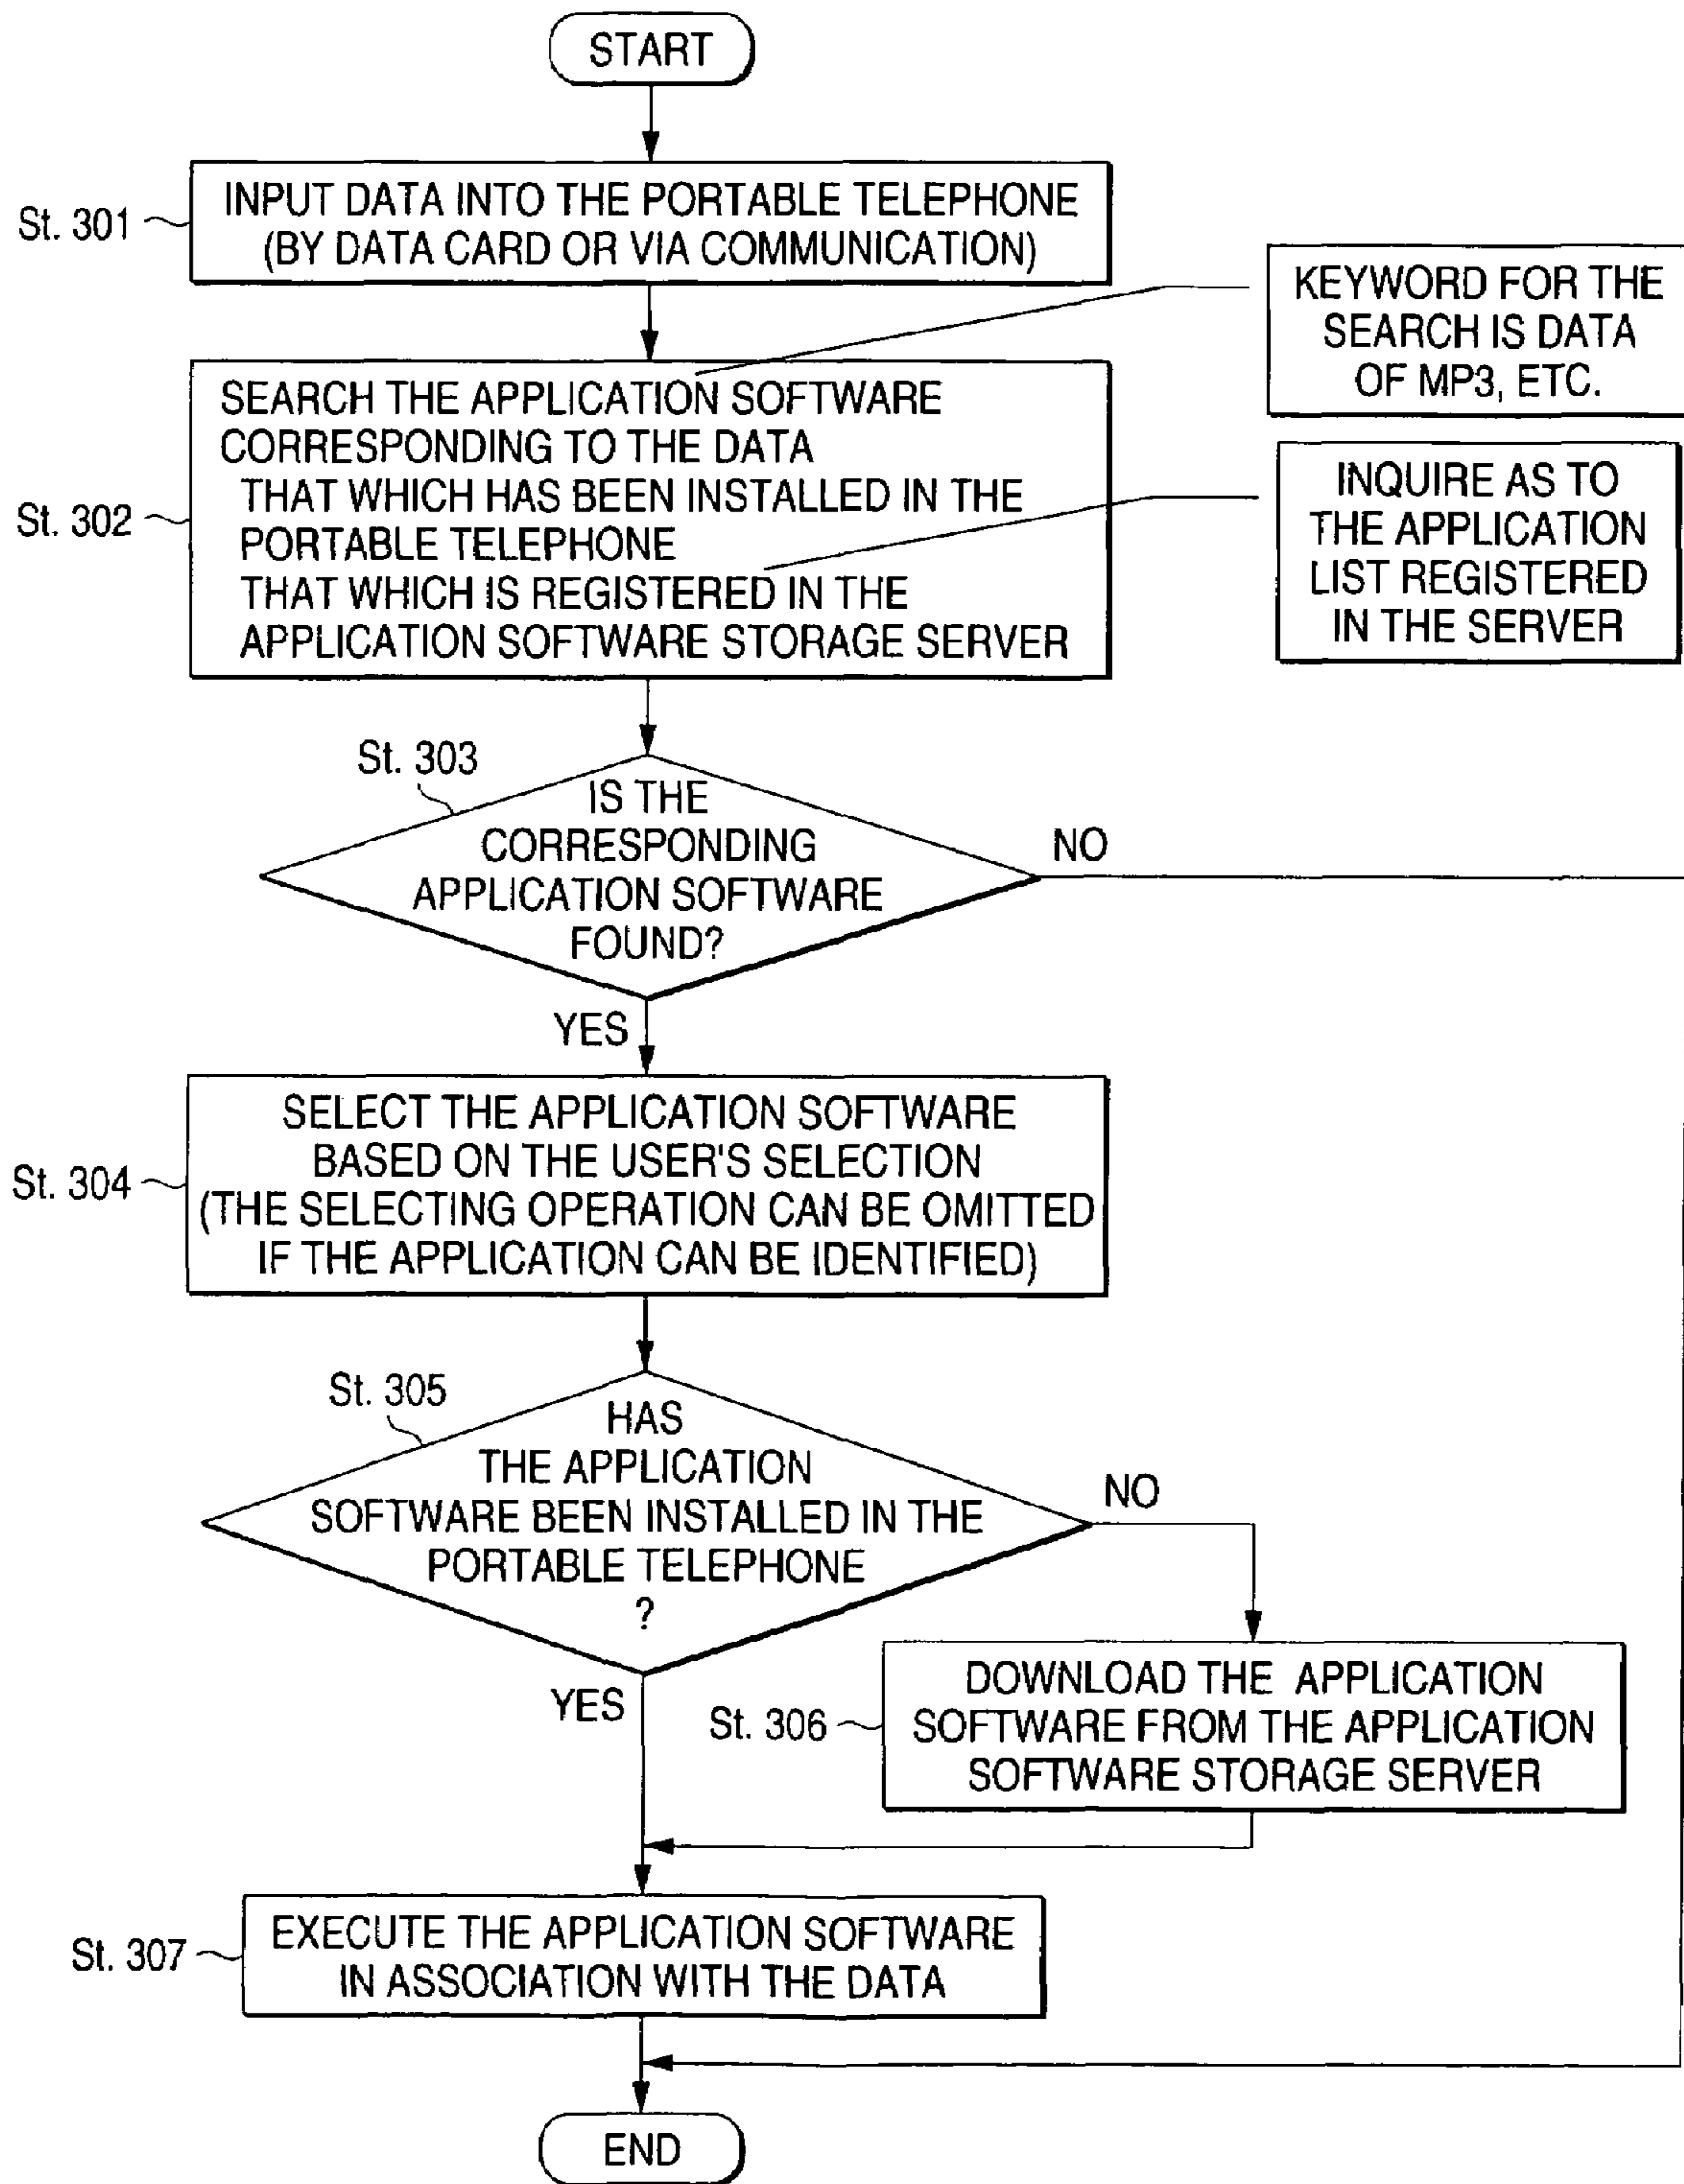 START
St. 301
INPUT DATA INTO THE PORTABLE TELEPHONE
(BY DATA CARD OR VIA COMMUNICATION)
KEYWORD FOR THE
SEARCH IS DATA
OF MP3, ETC.
St. 302
SEARCH THE APPLICATION SOFTWARE
CORRESPONDING TO THE DATA
THAT WHICH HAS BEEN INSTALLED IN THE
PORTABLE TELEPHONE
THAT WHICH IS REGISTERED IN THE
APPLICATION SOFTWARE STORAGE SERVER
INQUIRE AS TO
THE APPLICATION
LIST REGISTERED
IN THE SERVER
St. 303
IS THE
CORRESPONDING
APPLICATION SOFTWARE
FOUND?
NO
YES
St. 304
SELECT THE APPLICATION SOFTWARE
BASED ON THE USER'S SELECTION
(THE SELECTING OPERATION CAN BE OMITTED
IF THE APPLICATION CAN BE IDENTIFIED)
St. 305
HAS
THE APPLICATION
SOFTWARE BEEN INSTALLED IN THE
PORTABLE TELEPHONE
?
NO
YES
St. 306
DOWNLOAD THE APPLICATION
SOFTWARE FROM THE APPLICATION
SOFTWARE STORAGE SERVER
St. 307
EXECUTE THE APPLICATION SOFTWARE
IN ASSOCIATION WITH THE DATA
END